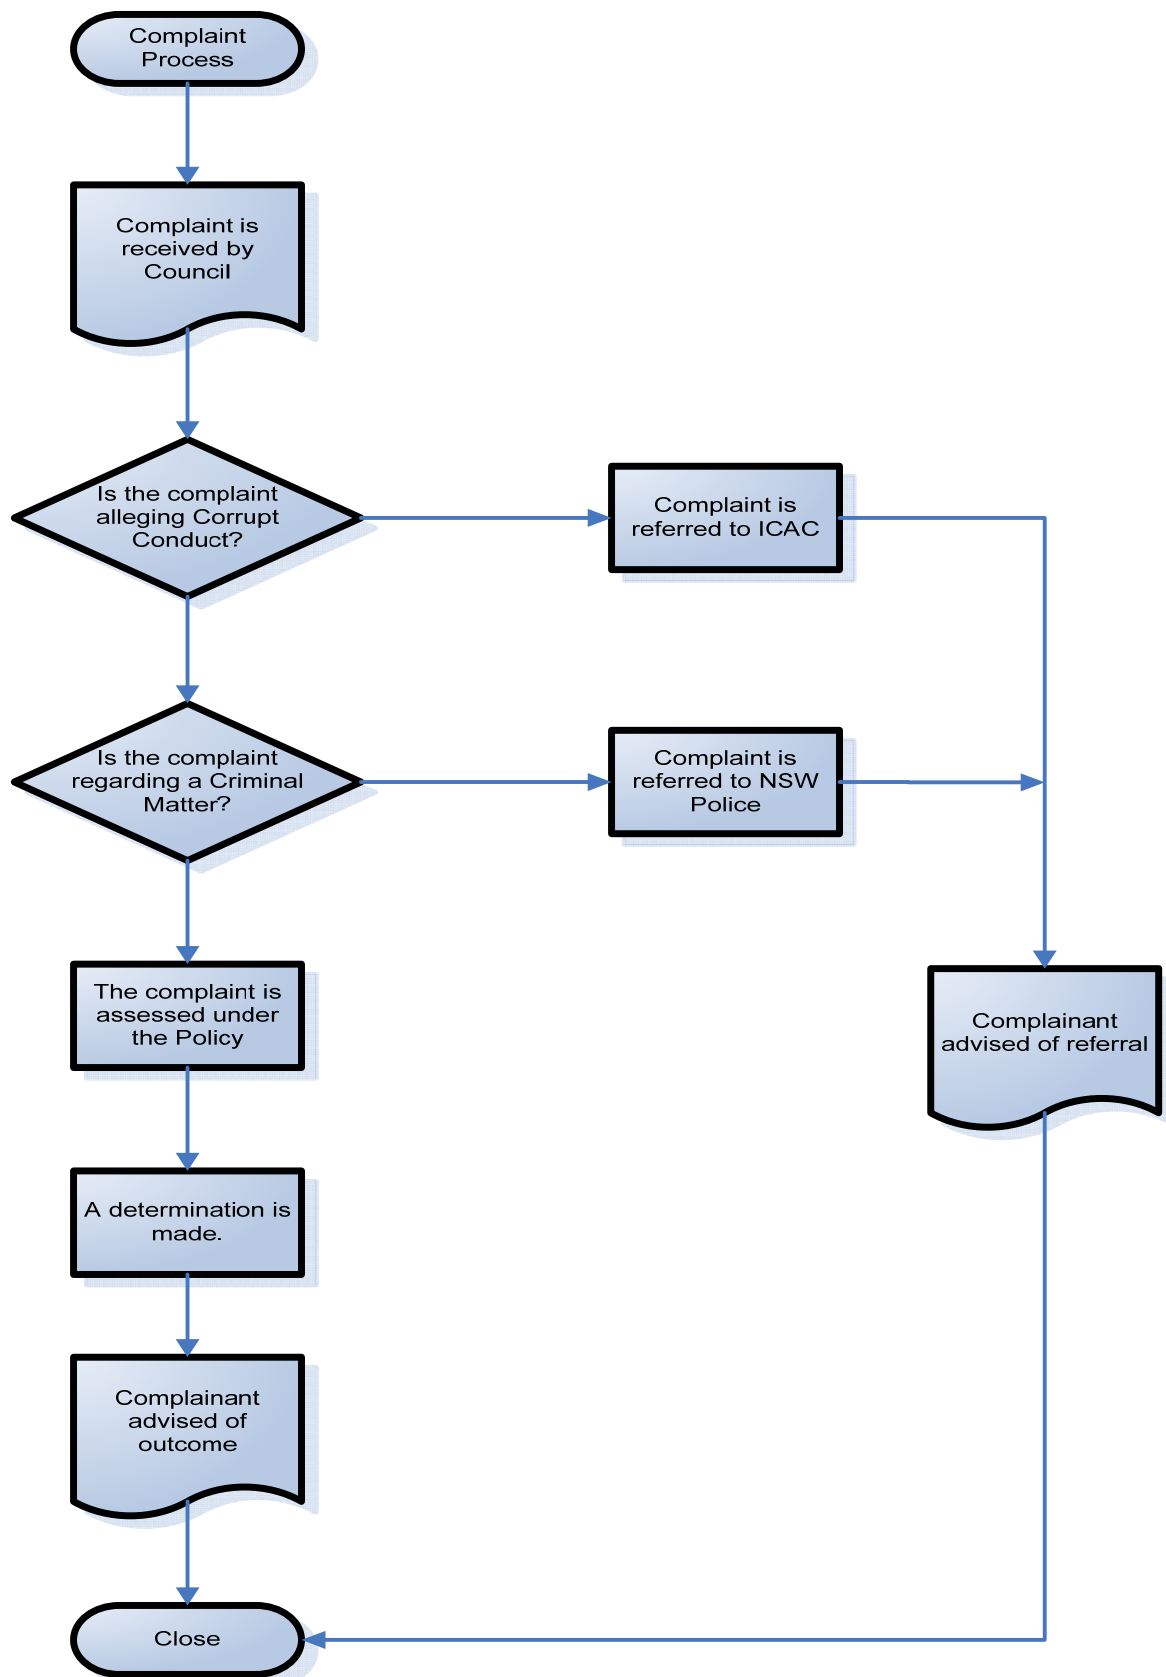 Complaint
Process
Complaint is
received by
Council
Is the complaint
alleging Corrupt
Conduct?
Complaint is
referred to ICAC
Is the complaint
regarding a Criminal
Matter?
Complaint is
referred to NSW
Police
The complaint is
assessed under
the Policy
Complainant
advised of referral
A determination is
made.
Complainant
advised of
outcome
Close